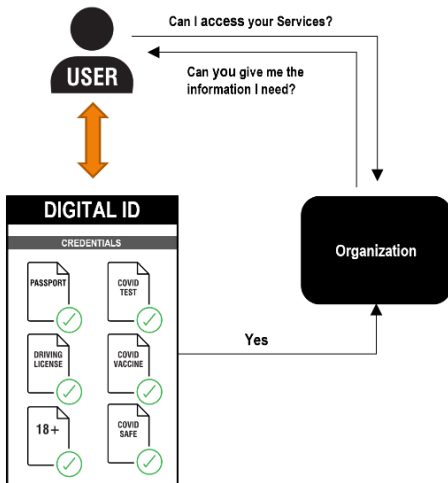 Can I access your Services?
USER
Can you give me the
information I need?
DIGITAL ID
CREDENTIALS
PASSPORT
COVID
TEST
Organization
DRIVING
LICENSE
COVID
VACCINE
Yes
18+
COVID
SAFE